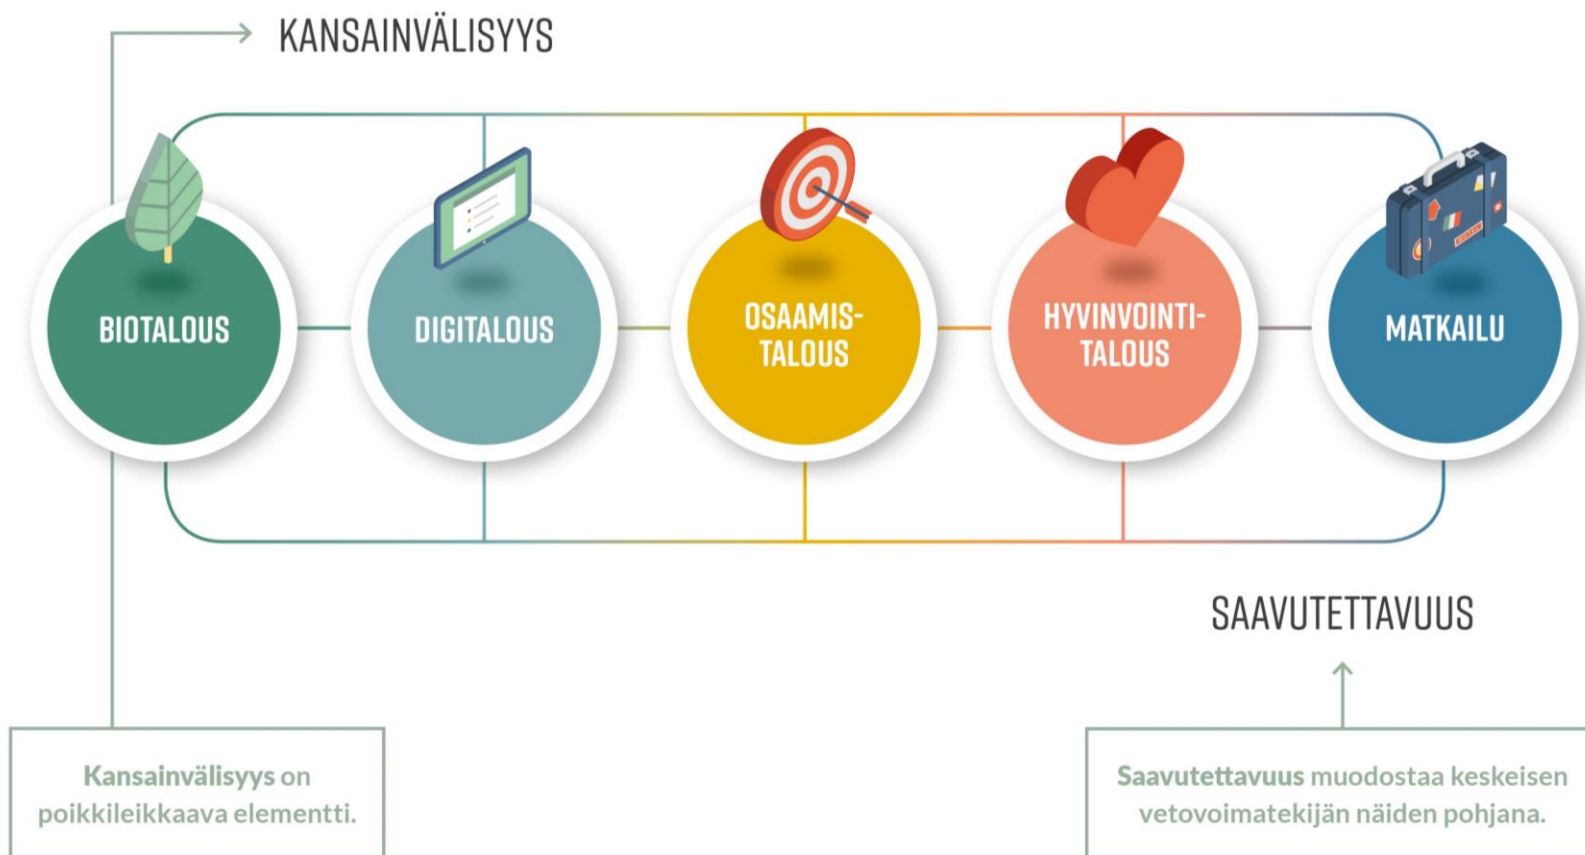 KANSAINVÄLISYYS
BIOTALOUS
DIGITALOUS
OSAAMIS-
TALOUS
HYVINVOINTI-
TALOUS
MATKAILU
SAAVUTETTAVUUS
Kansainvälisyys on
poikkileikkaava elementti.
Saavutettavuus muodostaa keskeisen
vetovoimatekijän näiden pohjana.